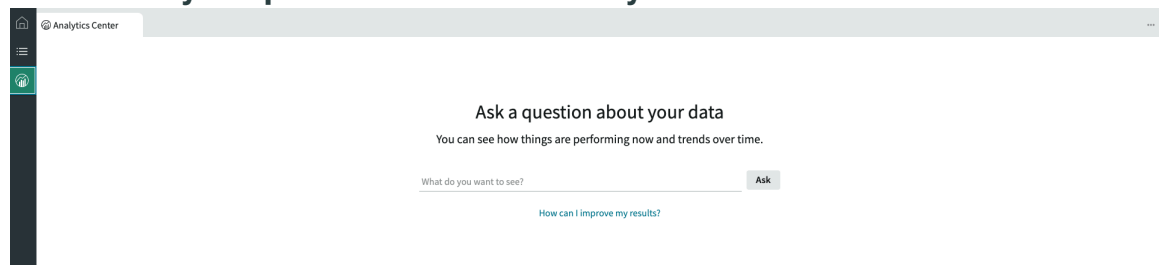 Analytics Center
Ask a question about your data
You can see how things are performing now and trends over time.
What do you want to see? Ask
How can I improve my results?